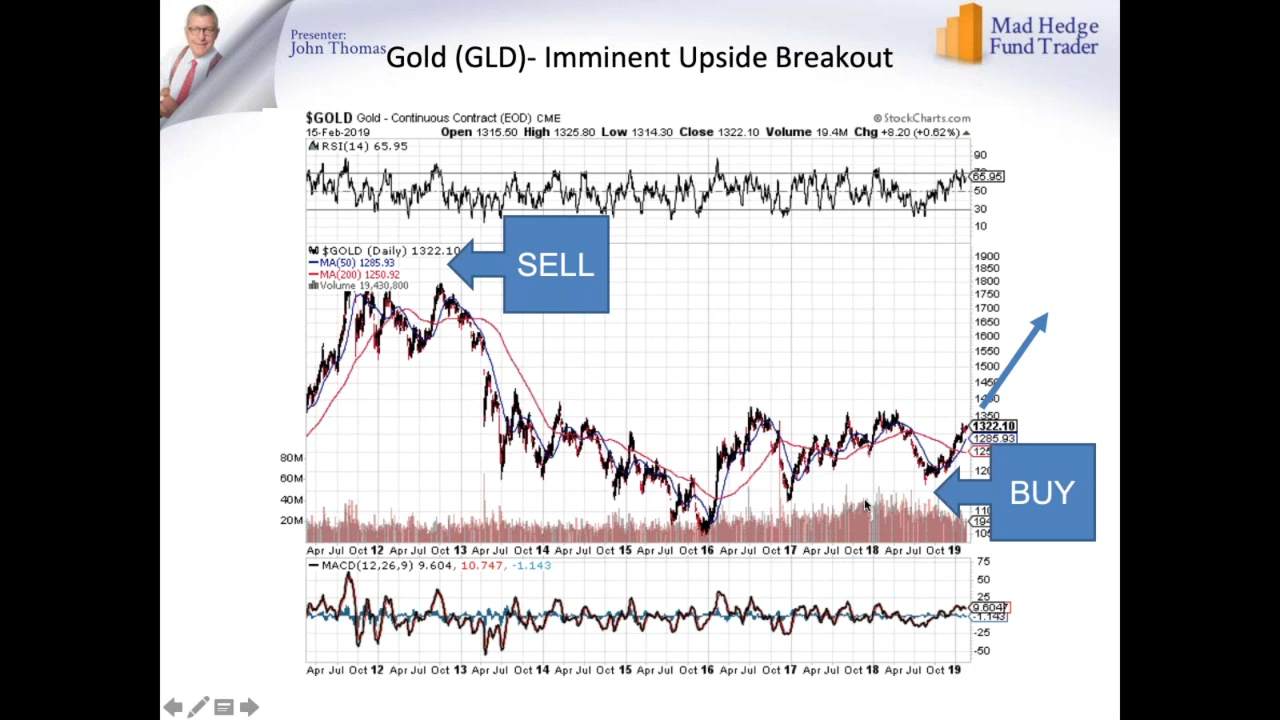 Presenter:
John Thomas
Gold (GLD)- Imminent Upside Breakout
Mad Hedge
Fund Trader
$GOLD Gold - Continuous Contract (EOD) CME
© StockCharts.com
15-Feb-2019
Open 1315.50 High 1325.80 Low 1314.30 Close 1322.10 Volume 19.4M Chg +8.20 (+0.62%)
RSI(14) 65.95
90
65.95
50
30
10
SELL
$GOLD (Daily) 1322.10
MA(50) 1285.93
MA(200) 1250.92
Volume 19,430,800
1900
1850
1800
1750
1700
1650
1600
1550
1500
1450
1350
1322.10
1285.93
80M
60M
40M
20M
BUY
Apr Jul Oct 12 Apr Jul Oct 13 Apr Jul Oct 14 Apr Jul Oct 15 Apr Jul Oct 16 Apr Jul Oct 17 Apr Jul Oct 18 Apr Jul Oct 19
MACD(12,26,9) 9.604, 10.747, -1.143
75
50
25
9.604
-1.143
-25
-50
Apr Jul Oct 12 Apr Jul Oct 13 Apr Jul Oct 14 Apr Jul Oct 15 Apr Jul Oct 16 Apr Jul Oct 17 Apr Jul Oct 18 Apr Jul Oct 19